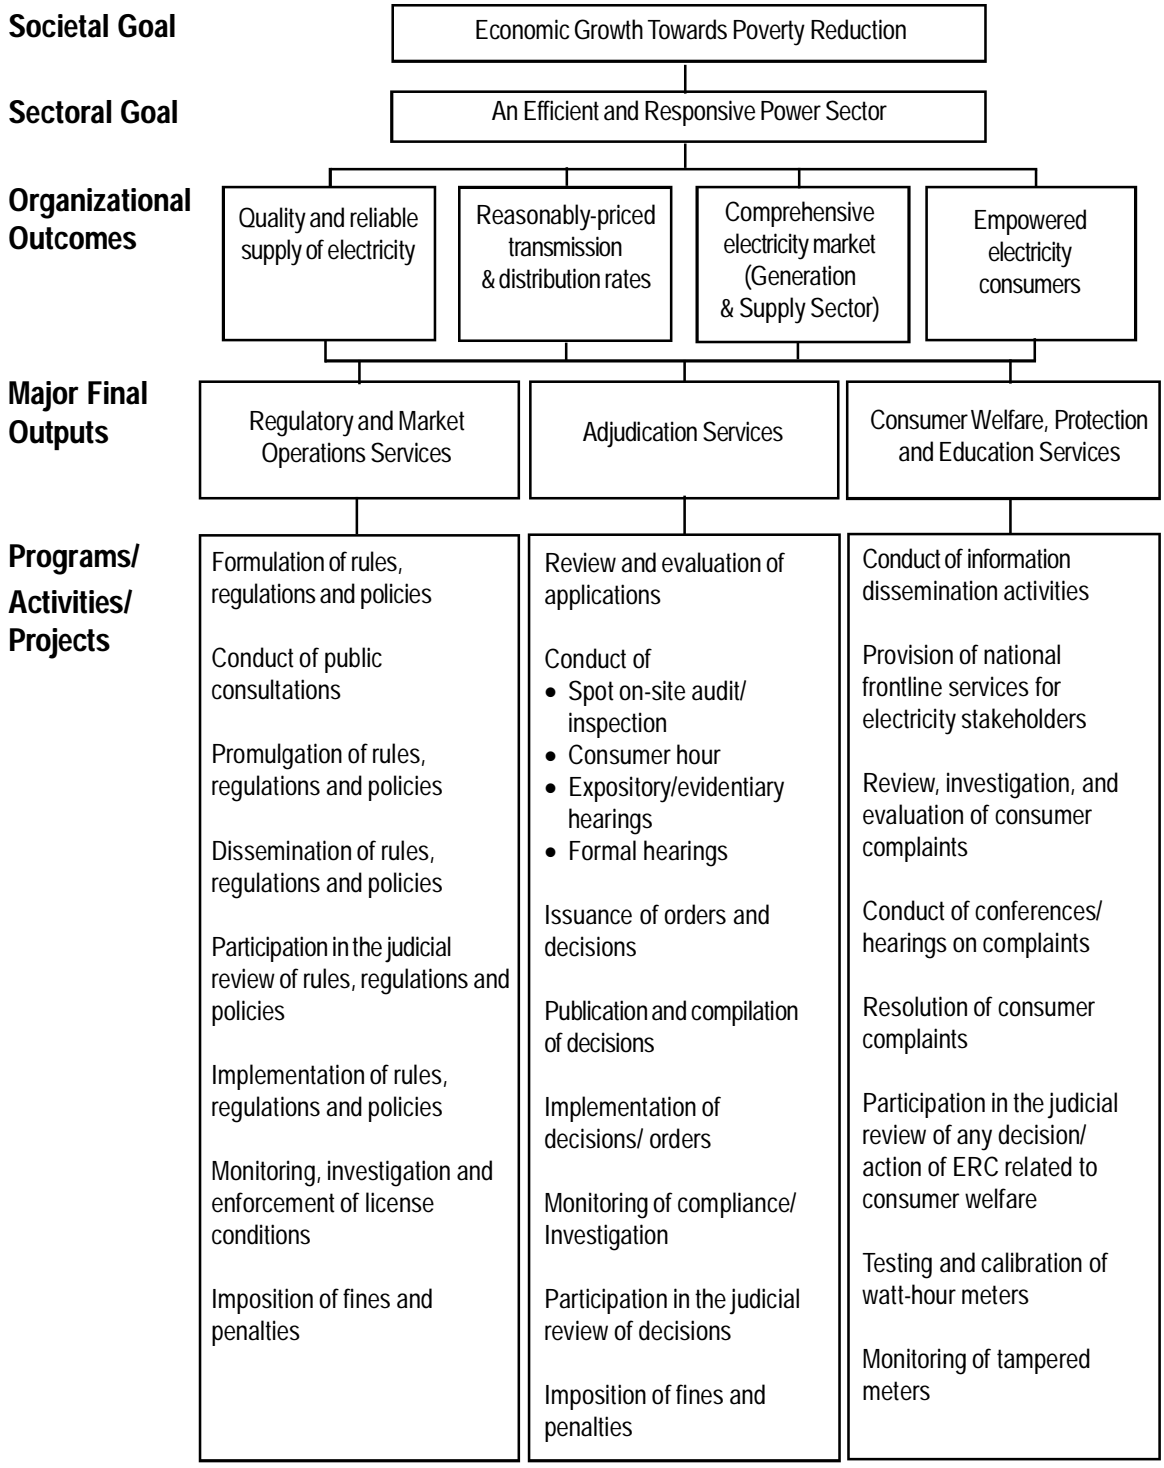 Societal Goal
Economic Growth Towards Poverty Reduction
Sectoral Goal
An Efficient and Responsive Power Sector
Organizational
Outcomes
Quality and reliable
supply of electricity
Reasonably-priced
transmission
& distribution rates
Comprehensive
electricity market
(Generation
& Supply Sector)
Empowered
electricity
consumers
Major Final
Outputs
Regulatory and Market
Operations Services
Adjudication Services
Consumer Welfare, Protection
and Education Services
Programs/
Activities/
Projects
Formulation of rules,
regulations and policies
Conduct of public
consultations
Promulgation of rules,
regulations and policies
Dissemination of rules,
regulations and policies
Participation in the judicial
review of rules, regulations and
policies
Implementation of rules,
regulations and policies
Monitoring, investigation and
enforcement of license
conditions
Imposition of fines and
penalties
Review and evaluation of
applications
Conduct of
• Spot on-site audit/
inspection
• Consumer hour
• Expository/evidentiary
hearings
• Formal hearings
Issuance of orders and
decisions
Publication and compilation
of decisions
Implementation of
decisions/ orders
Monitoring of compliance/
Investigation
Participation in the judicial
review of decisions
Imposition of fines and
penalties
Conduct of information
dissemination activities
Provision of national
frontline services for
electricity stakeholders
Review, investigation, and
evaluation of consumer
complaints
Conduct of conferences/
hearings on complaints
Resolution of consumer
complaints
Participation in the judicial
review of any decision/
action of ERC related to
consumer welfare
Testing and calibration of
watt-hour meters
Monitoring of tampered
meters